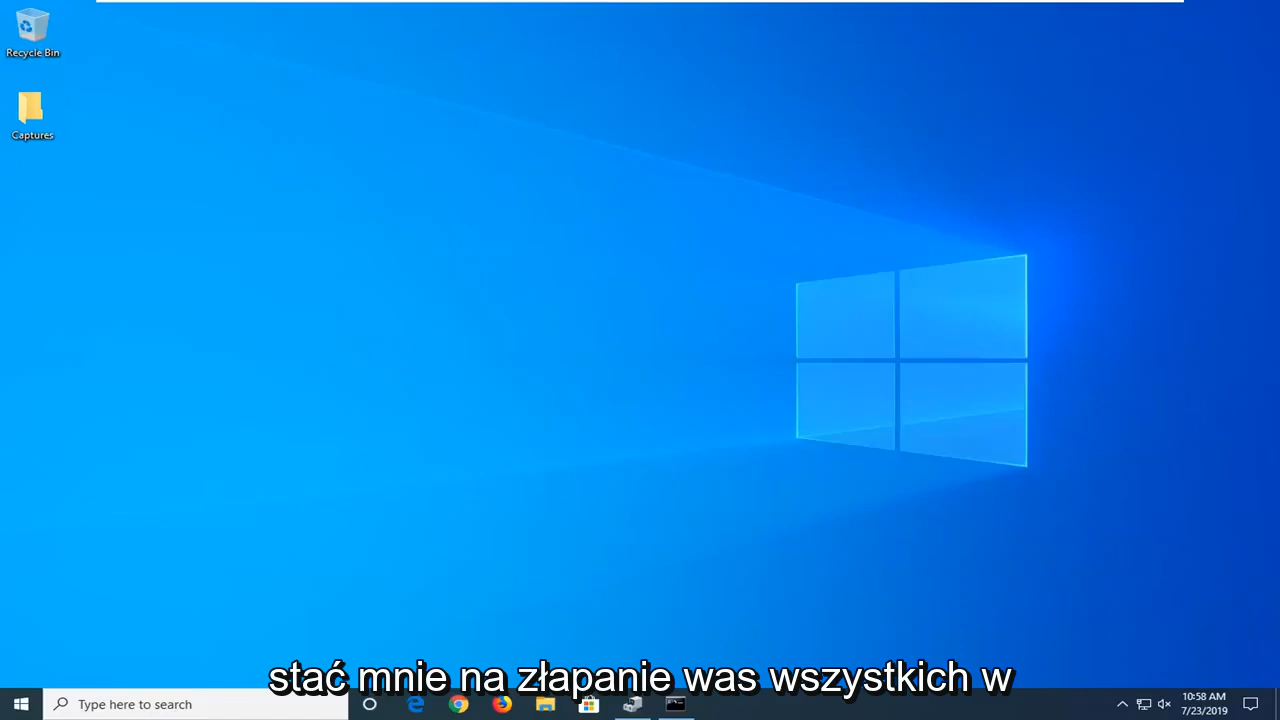 Recycle Bin
Captures
stać mnie na złapanie was wszystkich w
Type here to search
10:58 AM
7/23/2019